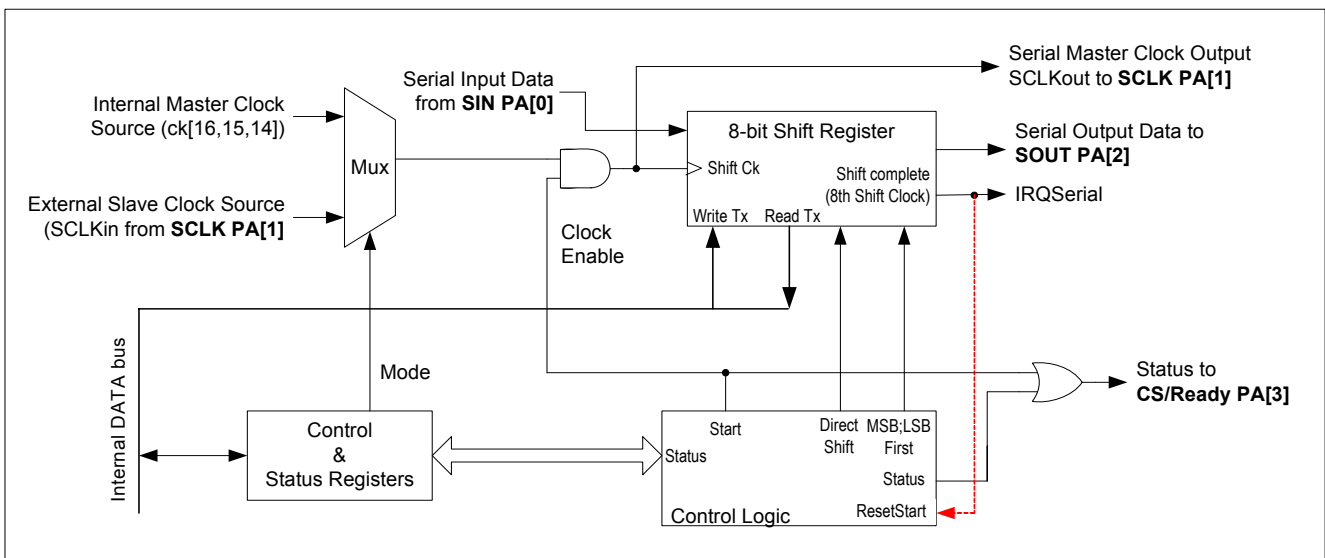 Serial Master Clock Output
SCLKout to SCLK PA[1]
Serial Input Data
from SIN PA[0]
Internal Master Clock
Source (ck[16,15,14])
8-bit Shift Register
Serial Output Data to
SOUT PA[2]
Mux
Shift Ck
Shift complete
(8th Shift Clock)
IRQSerial
External Slave Clock Source
(SCLKin from SCLK PA[1]
Write Tx
Read Tx
Clock
Enable
Internal DATA bus
Mode
Status to
CS/Ready PA[3]
Control
&
Status Registers
Start
Direct
Shift
MSB;LSB
First
Status
Status
ResetStart
Control Logic